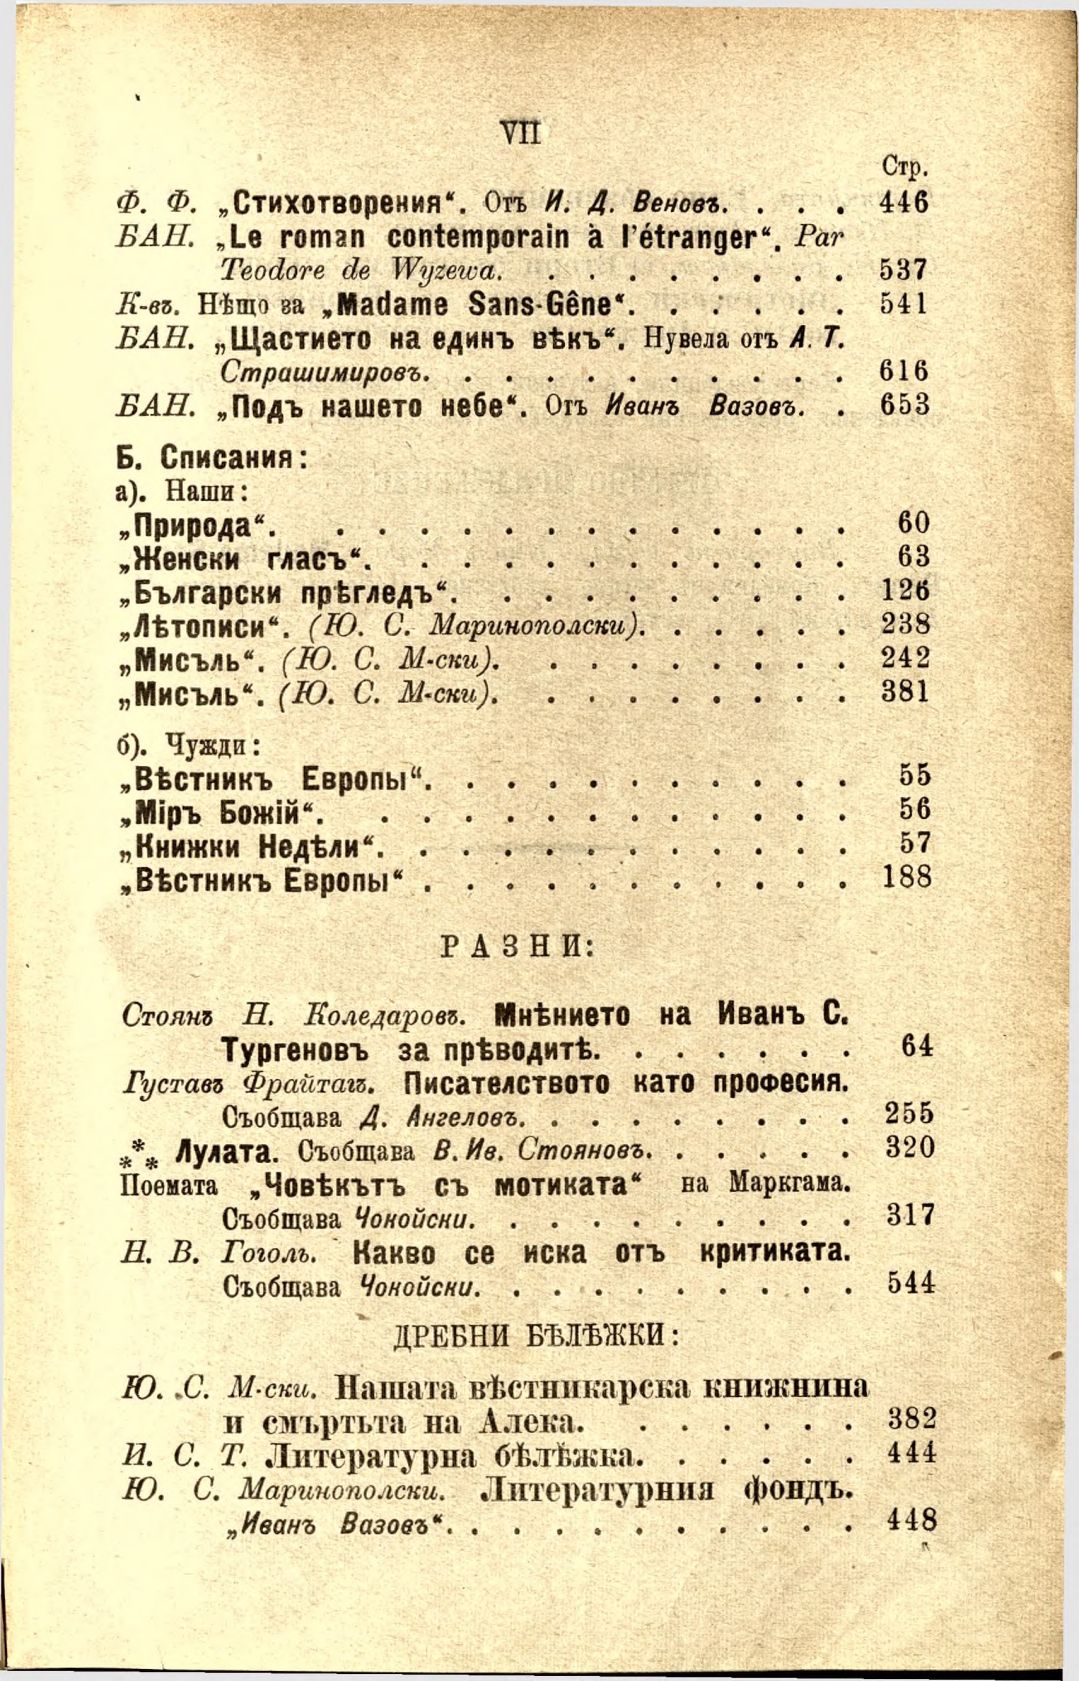 VII
Стр.
Ф. Ф. „Стихотворения“. Отъ И. Д. Веновъ. . . . 446
БАН. „Le roman contemporain à l’étranger“. Par
Teodore de Wyzewa. . . . . . . . . 537
К-въ. Нѣщо за „Madame Sans-Gêne“. . . . . . 541
БАН. „Щастието на единъ вѣкъ“. Нувела отъ А. Т.
Страшимировъ. . . . . . . . . . . 616
БАН. „Подъ нашето небе“. Отъ Иванъ Вазовъ. . 653
Б. Списания:
а). Наши:
„Природа“. . . . . . . . . . . . . . 60
„Женски гласъ“. . . . . . . . . . . . 63
„Български прѣгледъ“. . . . . . . . . . 126
„Лѣтописи“. (Ю. С. Маринополски). . . . . . 238
„Мисъль“. (Ю. С. М-ски). . . . . . . . . 242
„Мисъль“. (Ю. С. М-ски). . . . . . . . . 381
б). Чужди:
„Вѣстникъ Европы“. . . . . . . . . . . 55
„Міръ Божій“. . . . . . . . . . . . . 56
„Книжки Недѣли“. . . . . . . . . . . . 57
„Вѣстникъ Европы“ . . . . . . . . . . . 188
РАЗНИ:
Стоянъ Н. Коледаровъ. Мнѣнието на Иванъ С.
Тургеновъ за прѣводитѣ. . . . . . . 64
Густавъ Фрайтагъ. Писателството като професия.
Съобщава Д. Ангеловъ. . . . . . . . . 255
⁂ Лулата. Съобщава В. Ив. Стояновъ. . . . . . 320
Поемата „Човѣкътъ съ мотиката“ на Маркгама.
Съобщава Чонойски. . . . . . . . . . 317
Н. В. Гоголь. Какво се иска отъ критиката.
Съобщава Чонойски. . . . . . . . . . 544
ДРЕБНИ БѢЛѢЖКИ:
Ю. С. М-ски. Нашата вѣстникарска книжнина
и смъртьта на Алека. . . . . . . 382
И. С. Т. Литературна бѣлѣжка. . . . . . 444
Ю. С. Маринополски. Литературния фондъ.
„Иванъ Вазовъ“. . . . . . . . . . . 448